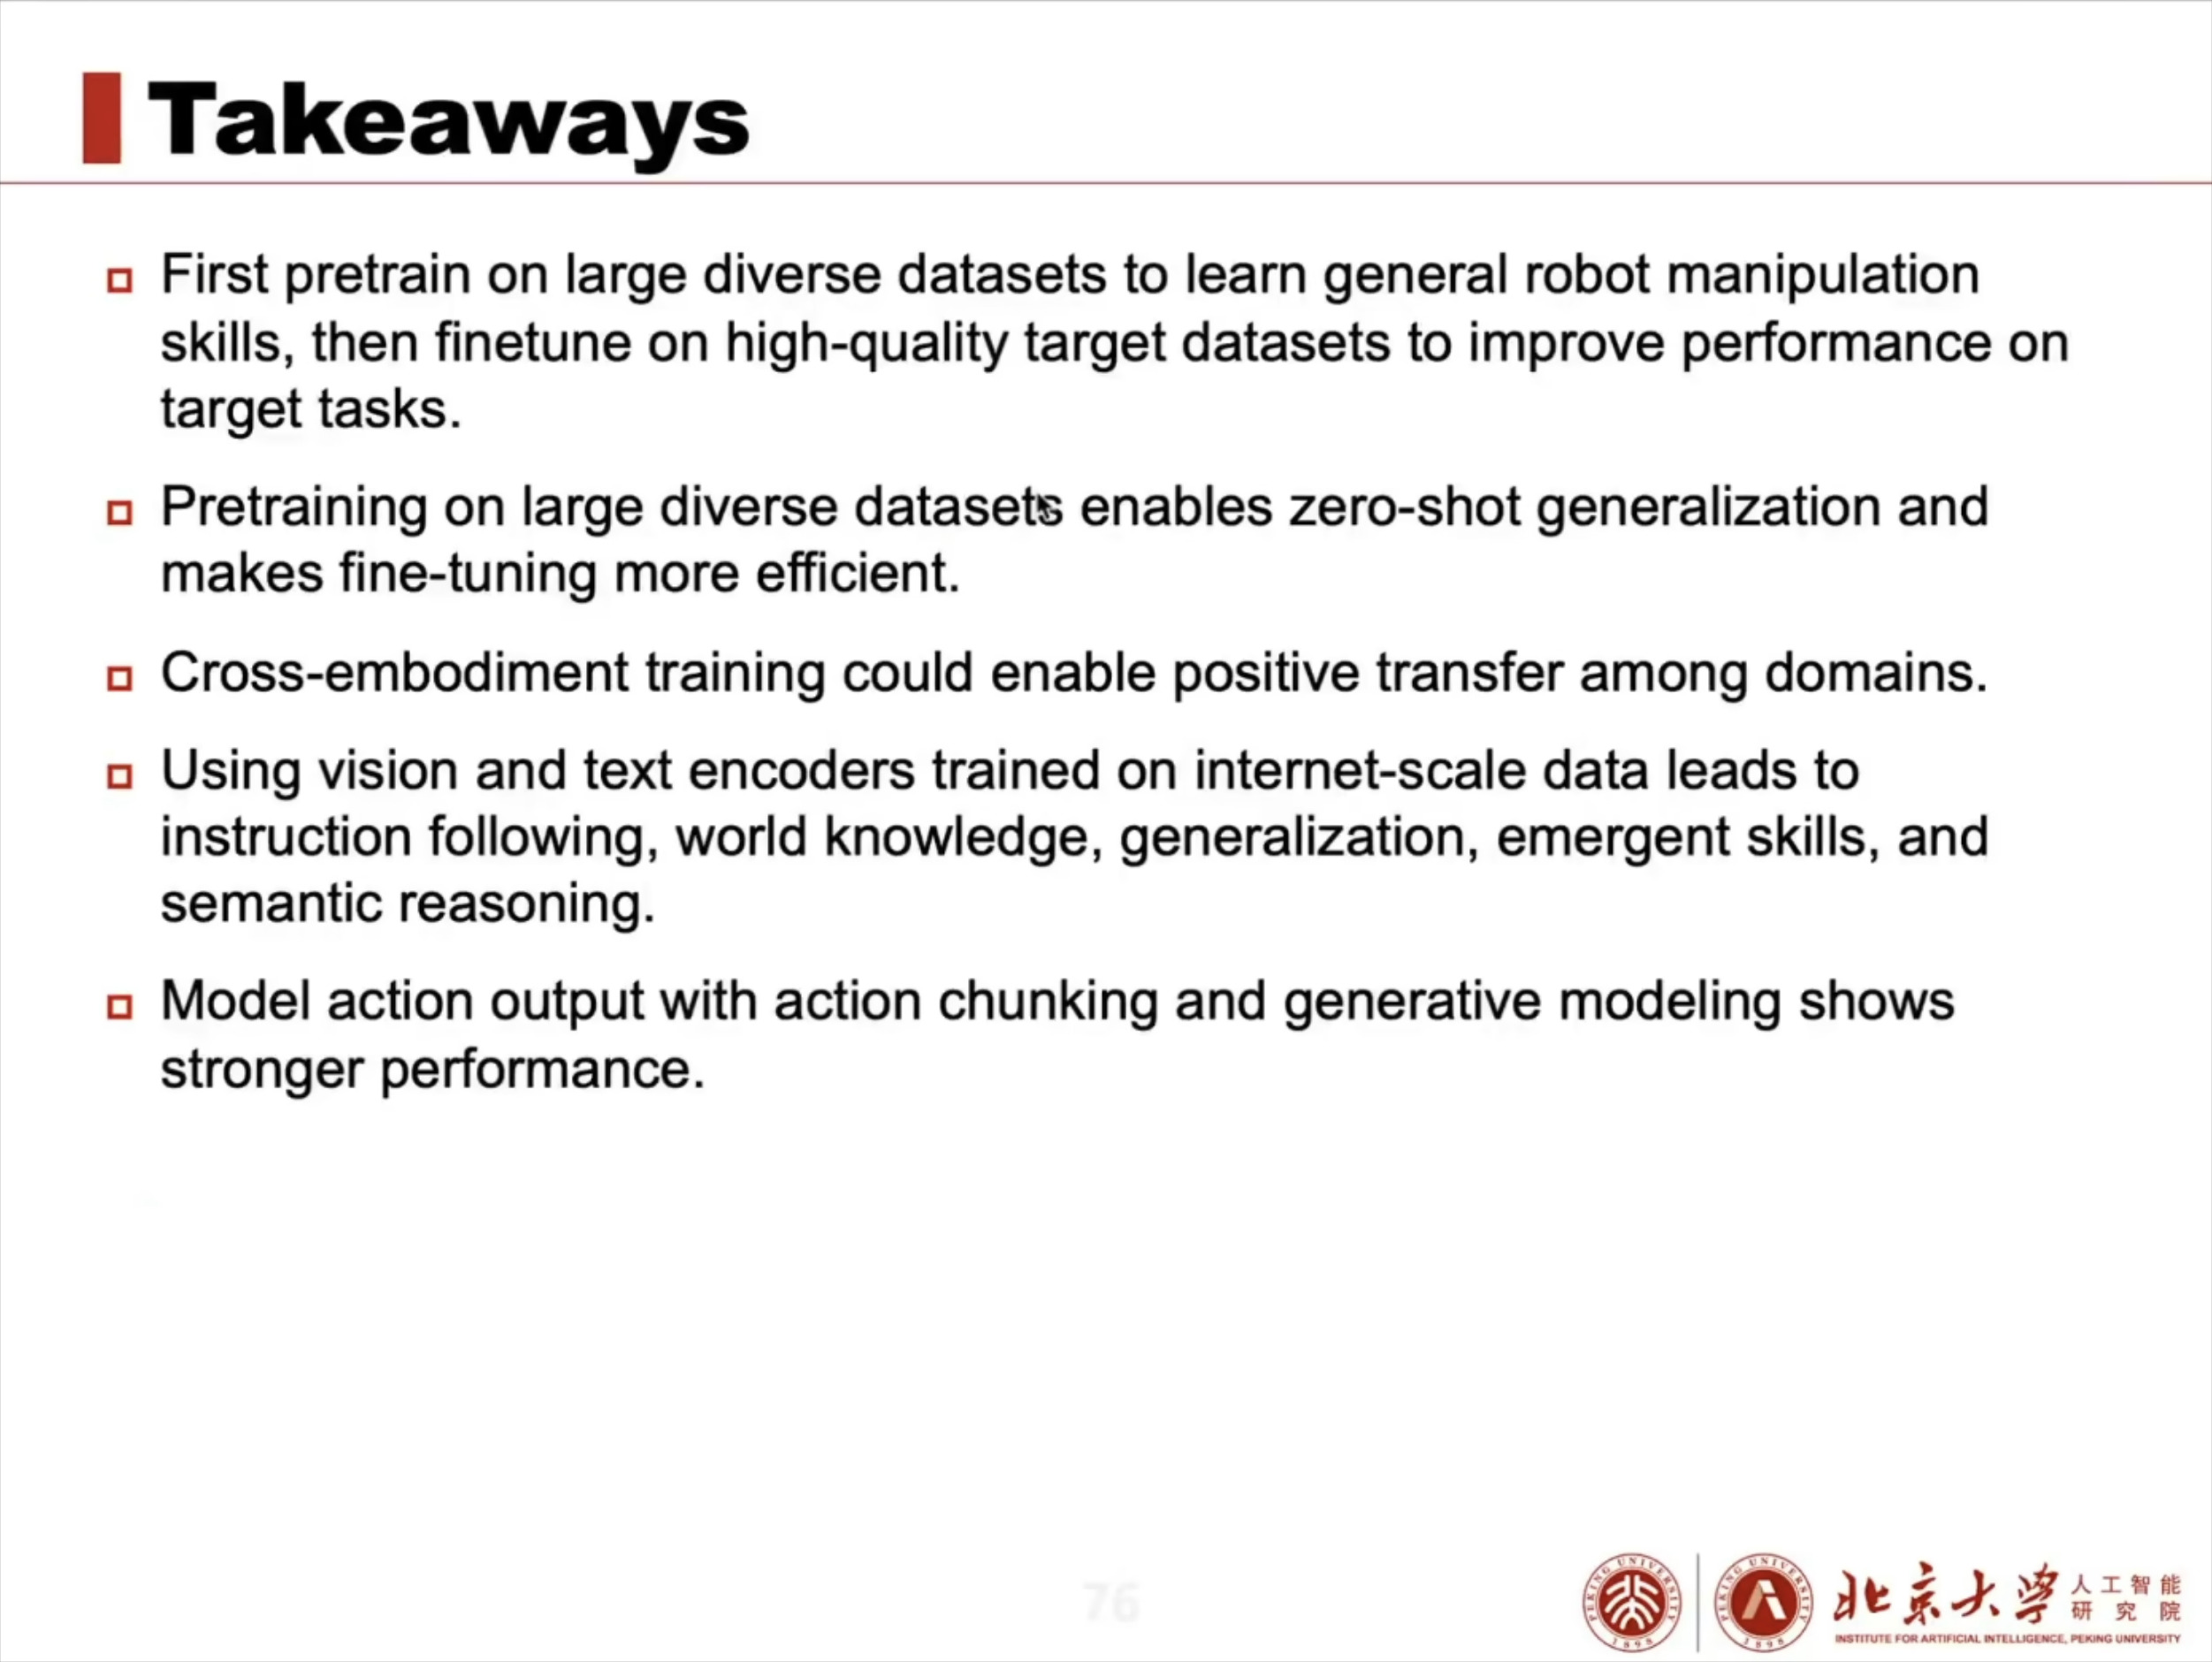 Takeaways
First pretrain on large diverse datasets to learn general robot manipulation
skills, then finetune on high-quality target datasets to improve performance on
target tasks.
Pretraining on large diverse datasets enables zero-shot generalization and
makes fine-tuning more efficient.
Cross-embodiment training could enable positive transfer among domains.
Using vision and text encoders trained on internet-scale data leads to
instruction following, world knowledge, generalization, emergent skills, and
semantic reasoning.
Model action output with action chunking and generative modeling shows
stronger performance.
76
PEKING UNIVERSITY
1898
PEKING UNIVERSITY
1898
北京大学
人工智能
研究院
INSTITUTE FOR ARTIFICIAL INTELLIGENCE, PEKING UNIVERSITY